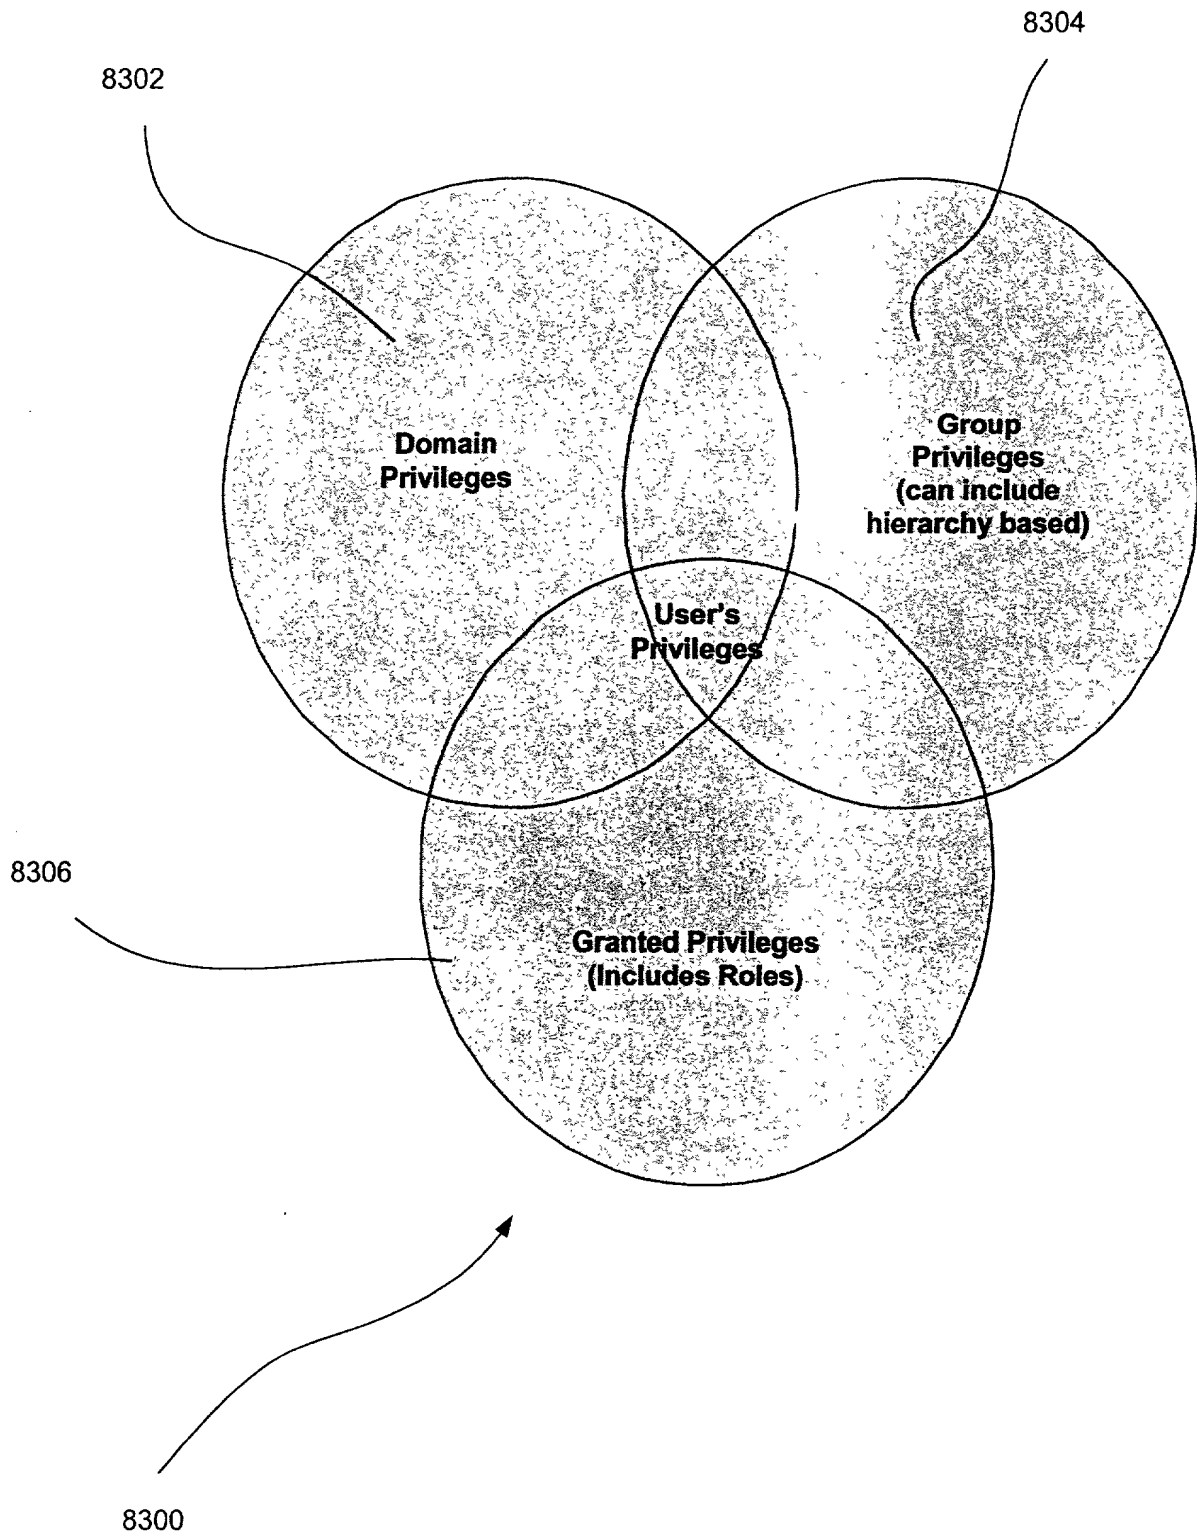 8304
8302
Domain
Privileges
Group
Privileges
(can include
hierarchy based)
User's
Privileges
8306
Granted Privileges
(Includes Roles)
8300